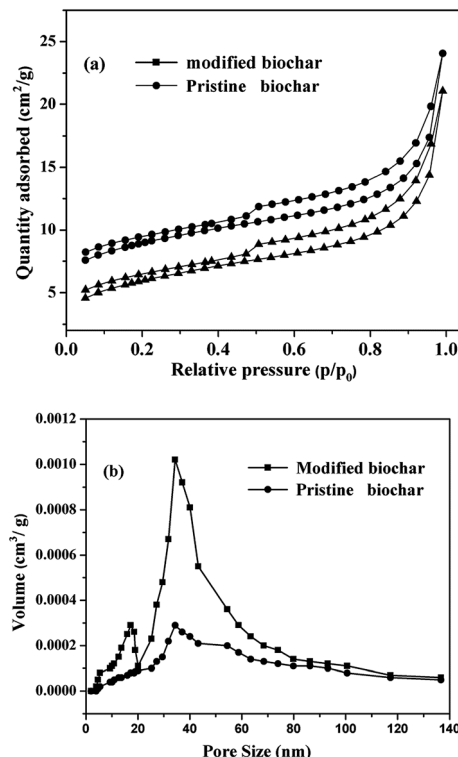 (a)
modified biochar
Pristine biochar
Quantity adsorbed (cm²/g)
25
20
15
10
5
0.0 0.2 0.4 0.6 0.8 1.0
Relative pressure (p/p₀)
(b)
Modified biochar
Pristine biochar
Volume (cm³/ g)
0.0012
0.0010
0.0008
0.0006
0.0004
0.0002
0.0000
0 20 40 60 80 100 120 140
Pore Size (nm)